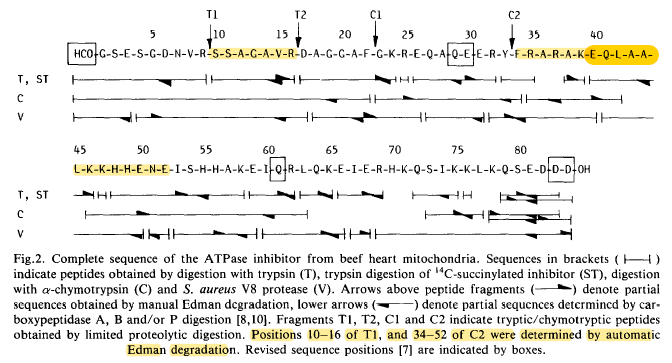 T1 T2 C1 C2
5 10 15 20 25 30 35 40
HCO-G-S-E-S-G-D-N-V-R-S-S-A-G-A-V-R-D-A-G-G-A-F-G-K-R-E-Q-A-Q-E-E-R-Y-F-R-A-R-A-K-E-Q-L-A-A-
T, ST
C
V
45 50 55 60 65 70 75 80
L-K-K-H-H-E-N-E-I-S-H-H-A-K-E-I-Q-R-L-Q-K-E-I-E-R-H-K-Q-S-I-K-K-L-K-Q-S-E-D-D-D-OH
T, ST
C
V
Fig.2. Complete sequence of the ATPase inhibitor from beef heart mitochondria. Sequences in brackets (⊢⊣)
indicate peptides obtained by digestion with trypsin (T), trypsin digestion of ¹⁴C-succinylated inhibitor (ST), digestion
with α-chymotrypsin (C) and S. aureus V8 protease (V). Arrows above peptide fragments (⟶) denote partial
sequences obtained by manual Edman degradation, lower arrows (⟵) denote partial sequences determined by car-
boxypeptidase A, B and/or P digestion [8,10]. Fragments T1, T2, C1 and C2 indicate tryptic/chymotryptic peptides
obtained by limited proteolytic digestion. Positions 10–16 of T1, and 34–52 of C2 were determined by automatic
Edman degradation. Revised sequence positions [7] are indicated by boxes.